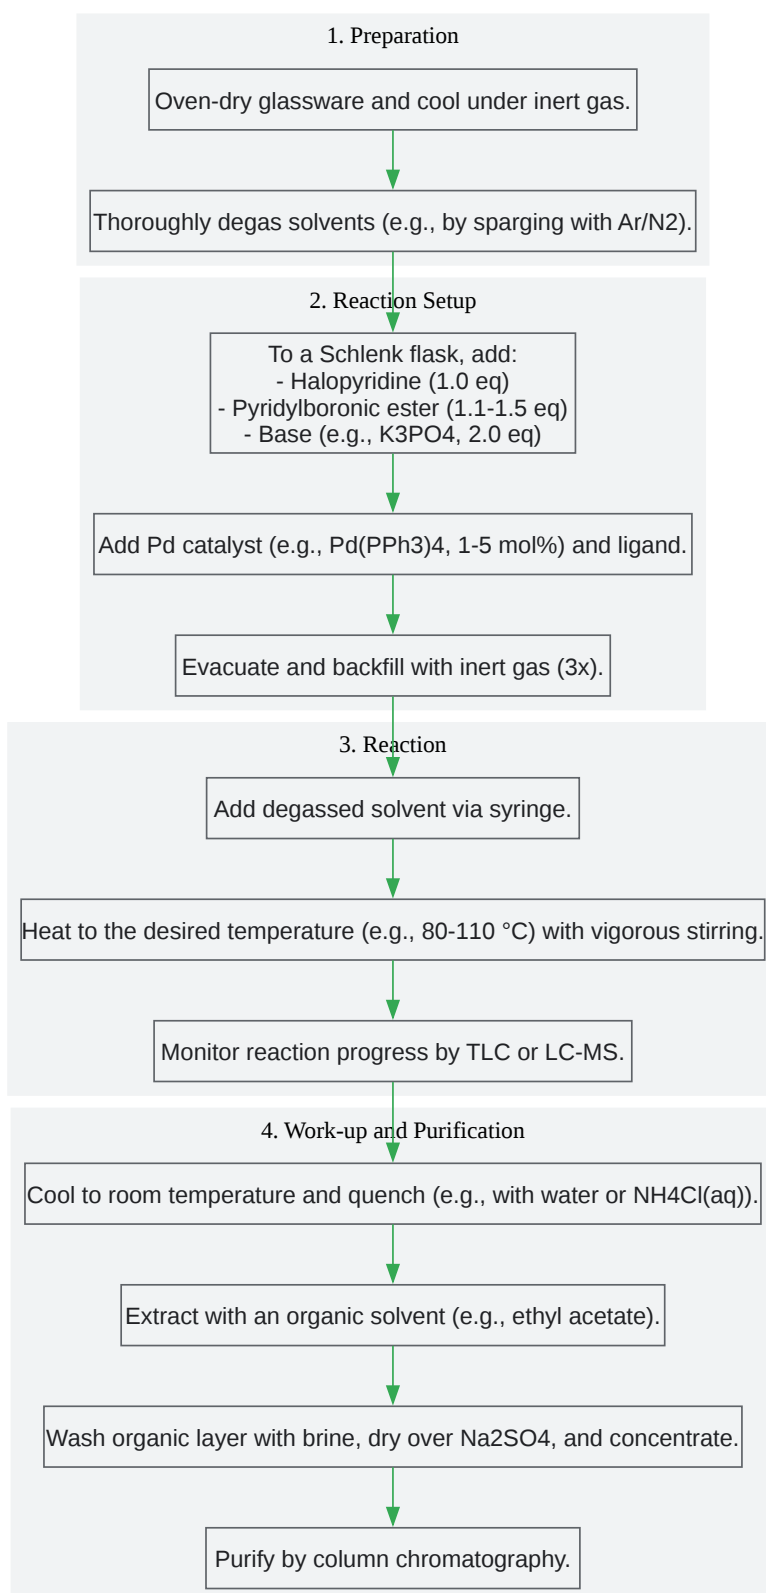 1. Preparation
Oven-dry glassware and cool under inert gas.
Thoroughly degas solvents (e.g., by sparging with Ar/N2).
2. Reaction Setup
To a Schlenk flask, add:
- Halopyridine (1.0 eq)
- Pyridylboronic ester (1.1-1.5 eq)
- Base (e.g., K3PO4, 2.0 eq)
Add Pd catalyst (e.g., Pd(PPh3)4, 1-5 mol%) and ligand.
Evacuate and backfill with inert gas (3x).
3. Reaction
Add degassed solvent via syringe.
Heat to the desired temperature (e.g., 80-110 °C) with vigorous stirring.
Monitor reaction progress by TLC or LC-MS.
4. Work-up and Purification
Cool to room temperature and quench (e.g., with water or NH4Cl(aq)).
Extract with an organic solvent (e.g., ethyl acetate).
Wash organic layer with brine, dry over Na2SO4, and concentrate.
Purify by column chromatography.